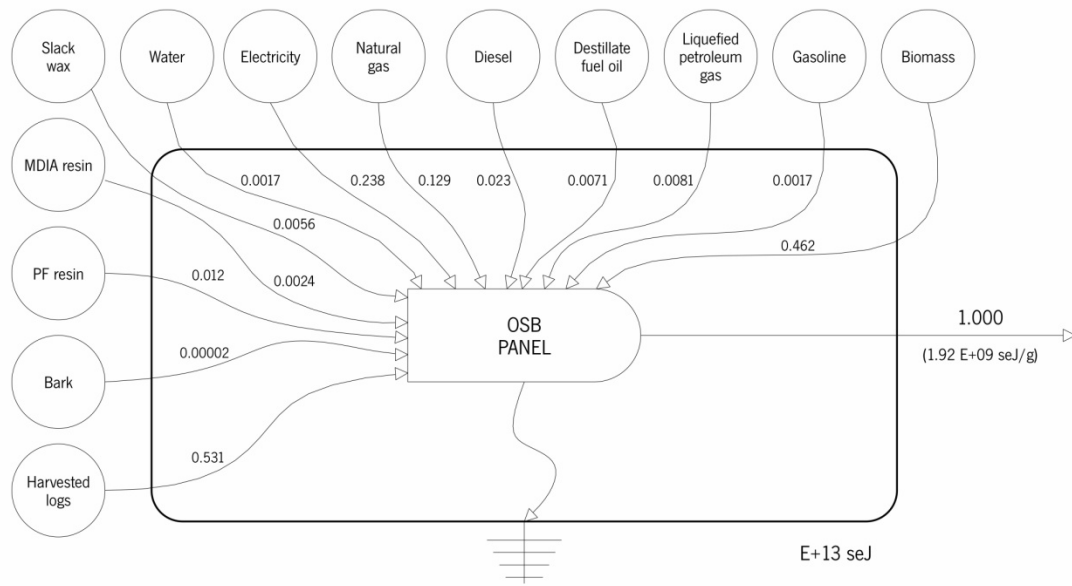 Slack
wax
Water
Electricity
Natural
gas
Diesel
Destillate
fuel oil
Liquefied
petroleum
gas
Gasoline
Biomass
MDIA resin
PF resin
Bark
Harvested
logs
0.0017
0.238
0.129
0.023
0.0071
0.0081
0.0017
0.462
0.0056
0.0024
0.012
0.00002
0.531
OSB
PANEL
1.000
(1.92 E+09 seJ/g)
E+13 seJ